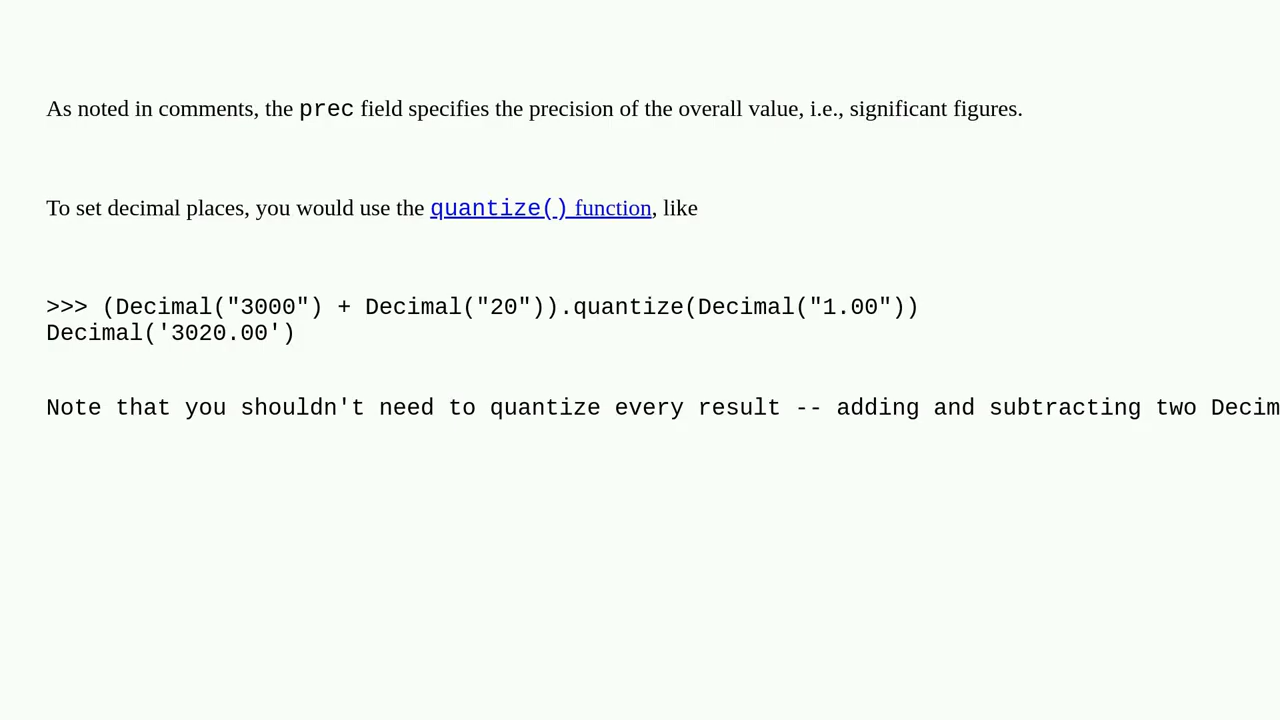 As noted in comments, the prec field specifies the precision of the overall value, i.e., significant figures.
To set decimal places, you would use the quantize() function, like
>>> (Decimal("3000") + Decimal("20")).quantize(Decimal("1.00"))
Decimal('3020.00')
Note that you shouldn't need to quantize every result -- adding and subtracting two Decim